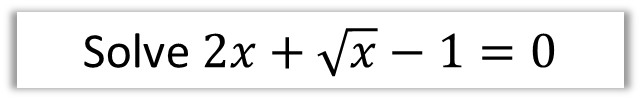 Solve 2x + √x − 1 = 0